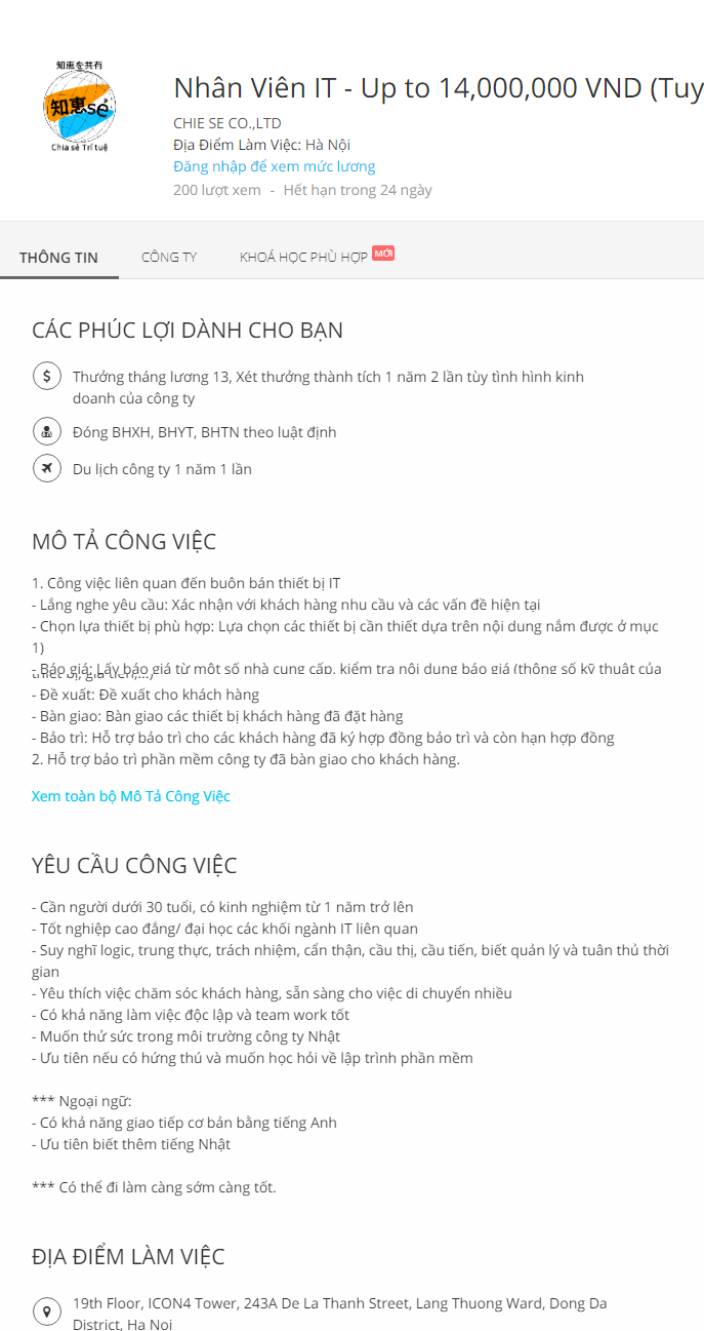 知恵を共有
知恵sẻ
Chia sẻ Trí tuệ
Nhân Viên IT - Up to 14,000,000 VND (Tuy
CHIE SE CO.,LTD
Địa Điểm Làm Việc: Hà Nội
Đăng nhập để xem mức lương
200 lượt xem - Hết hạn trong 24 ngày
THÔNG TIN
CÔNG TY
KHOÁ HỌC PHÙ HỢP MỚI
CÁC PHÚC LỢI DÀNH CHO BẠN
Thưởng tháng lương 13, Xét thưởng thành tích 1 năm 2 lần tùy tình hình kinh
doanh của công ty
Đóng BHXH, BHYT, BHTN theo luật định
Du lịch công ty 1 năm 1 lần
MÔ TẢ CÔNG VIỆC
1. Công việc liên quan đến buôn bán thiết bị IT
- Lắng nghe yêu cầu: Xác nhận với khách hàng nhu cầu và các vấn đề hiện tại
- Chọn lựa thiết bị phù hợp: Lựa chọn các thiết bị cần thiết dựa trên nội dung nắm được ở mục
1)
- Báo giá: Lấy báo giá từ một số nhà cung cấp, kiểm tra nội dung báo giá (thông số kỹ thuật của
- Đề xuất: Đề xuất cho khách hàng
- Bàn giao: Bàn giao các thiết bị khách hàng đã đặt hàng
- Bảo trì: Hỗ trợ bảo trì cho các khách hàng đã ký hợp đồng bảo trì và còn hạn hợp đồng
2. Hỗ trợ bảo trì phần mềm công ty đã bàn giao cho khách hàng.
Xem toàn bộ Mô Tả Công Việc
YÊU CẦU CÔNG VIỆC
- Cần người dưới 30 tuổi, có kinh nghiệm từ 1 năm trở lên
- Tốt nghiệp cao đẳng/ đại học các khối ngành IT liên quan
- Suy nghĩ logic, trung thực, trách nhiệm, cẩn thận, cầu thị, cầu tiến, biết quản lý và tuân thủ thời
gian
- Yêu thích việc chăm sóc khách hàng, sẵn sàng cho việc di chuyển nhiều
- Có khả năng làm việc độc lập và team work tốt
- Muốn thử sức trong môi trường công ty Nhật
- Ưu tiên nếu có hứng thú và muốn học hỏi về lập trình phần mềm
*** Ngoại ngữ:
- Có khả năng giao tiếp cơ bản bằng tiếng Anh
- Ưu tiên biết thêm tiếng Nhật
*** Có thể đi làm càng sớm càng tốt.
ĐỊA ĐIỂM LÀM VIỆC
19th Floor, ICON4 Tower, 243A De La Thanh Street, Lang Thuong Ward, Dong Da
District, Ha Noi